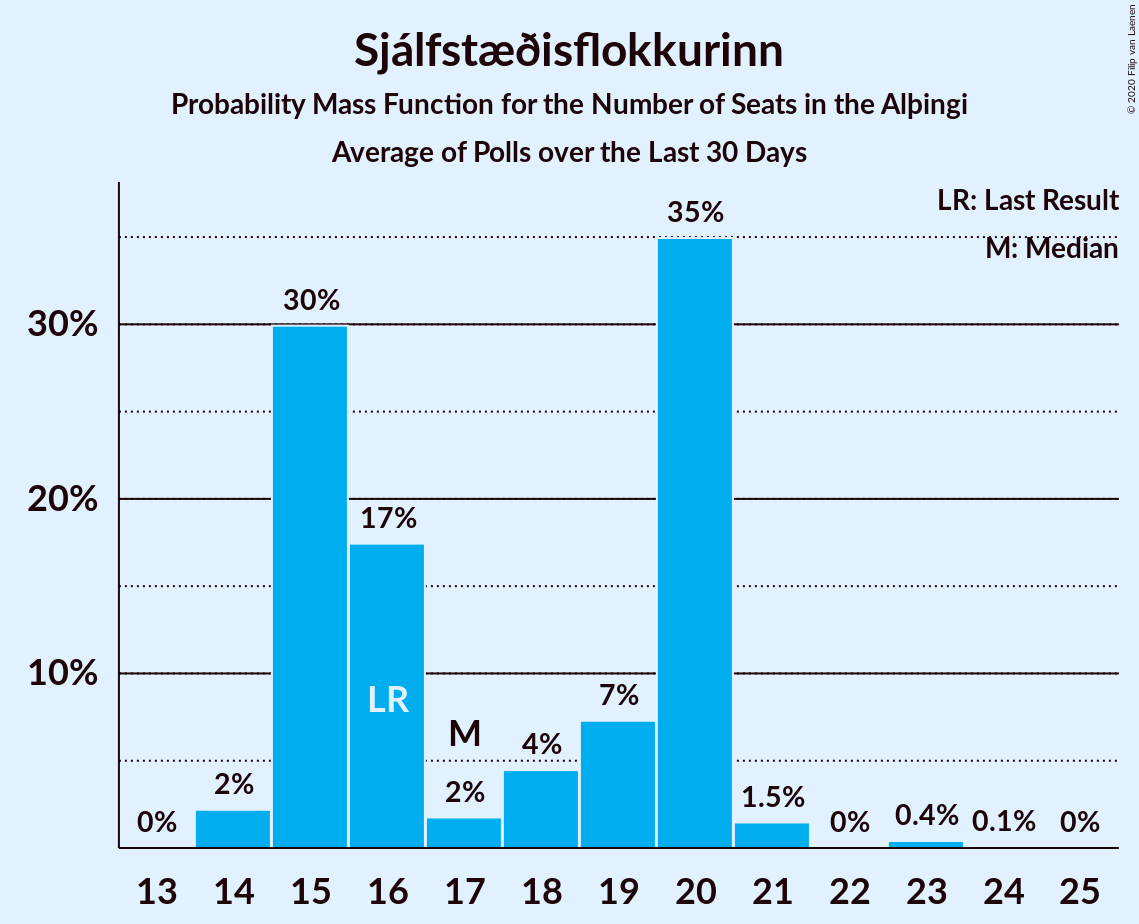 Sjálfstæðisflokkurinn
Probability Mass Function for the Number of Seats in the Alþingi
Average of Polls over the Last 30 Days
© 2020 Filip van Laenen
LR: Last Result
M: Median
30%
20%
10%
0%
2%
30%
17%
LR
M
2%
4%
7%
35%
1.5%
0%
0.4%
0.1%
0%
13 14 15 16 17 18 19 20 21 22 23 24 25